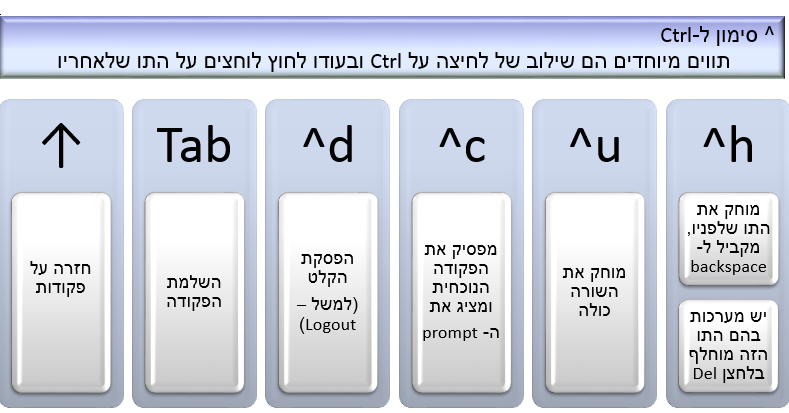 ^ סימון ל-Ctrl
תווים מיוחדים הם שילוב של לחיצה על Ctrl ובעודו לחוץ לוחצים על התו שלאחריו
^h
מוחק את
התו שלפניו,
מקביל ל-
backspace
יש מערכות
בהם התו
הזה מוחלף
בלחצן Del
^u
מוחק את
השורה
כולה
^c
מפסיק את
הפקודה
הנוכחית
ומציג את
ה- prompt
^d
הפסקת
הקלט
(למשל –
Logout)
Tab
השלמת
הפקודה
↑
חזרה על
פקודות